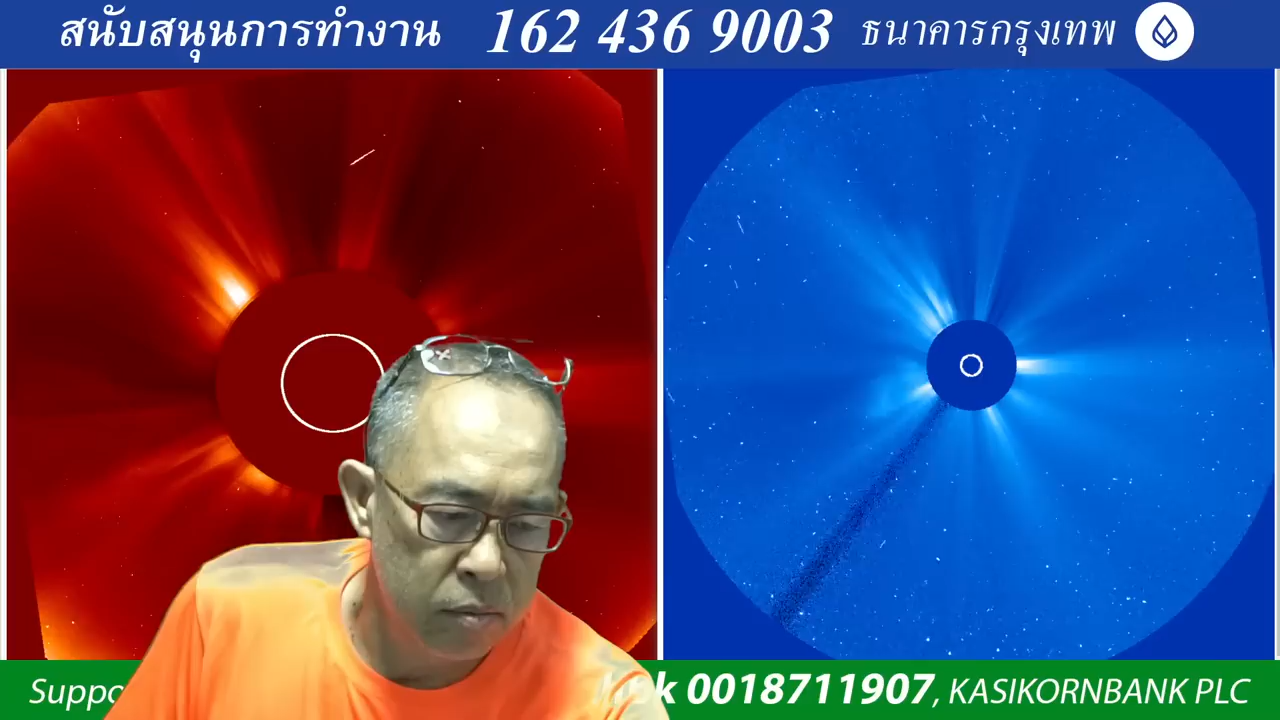 สนับสนุนการทำงาน 162 436 9003 ธนาคารกรุงเทพ
0018711907, KASIKORNBANK PLC